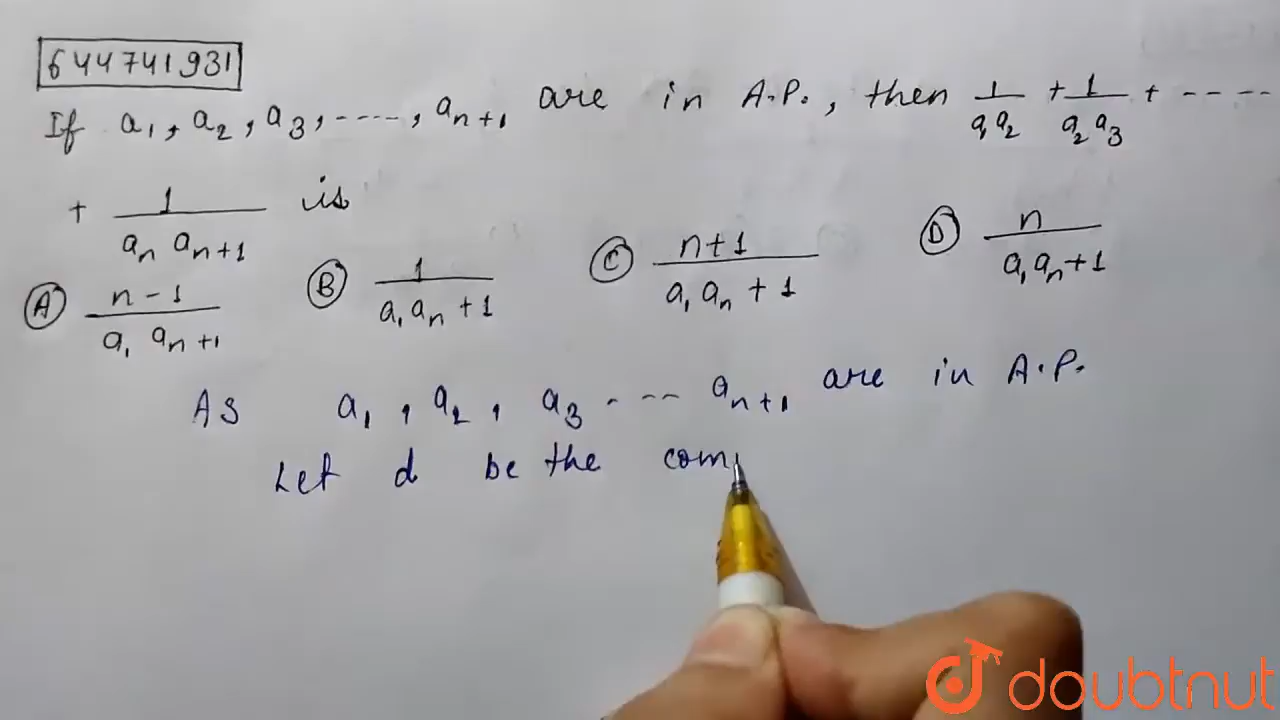 644741931
If a₁, a₂, a₃, ----, aₙ₊₁ are in A.P., then 1/a₁a₂ + 1/a₂a₃ + ----
+ 1/aₙ aₙ₊₁ is
(A) n-1/a₁ aₙ₊₁ (B) 1/a₁aₙ+1 (C) n+1/a₁aₙ+1 (D) n/a₁aₙ+1
As a₁, a₂, a₃ ---- aₙ₊₁ are in A.P.
Let d be the com
doubtnut